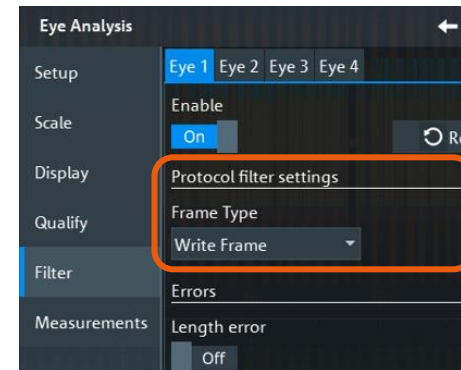 Eye Analysis
Setup
Scale
Display
Qualify
Filter
Measurements
Eye 1 Eye 2 Eye 3 Eye 4
Enable
On
Protocol filter settings
Frame Type
Write Frame
Errors
Length error
Off